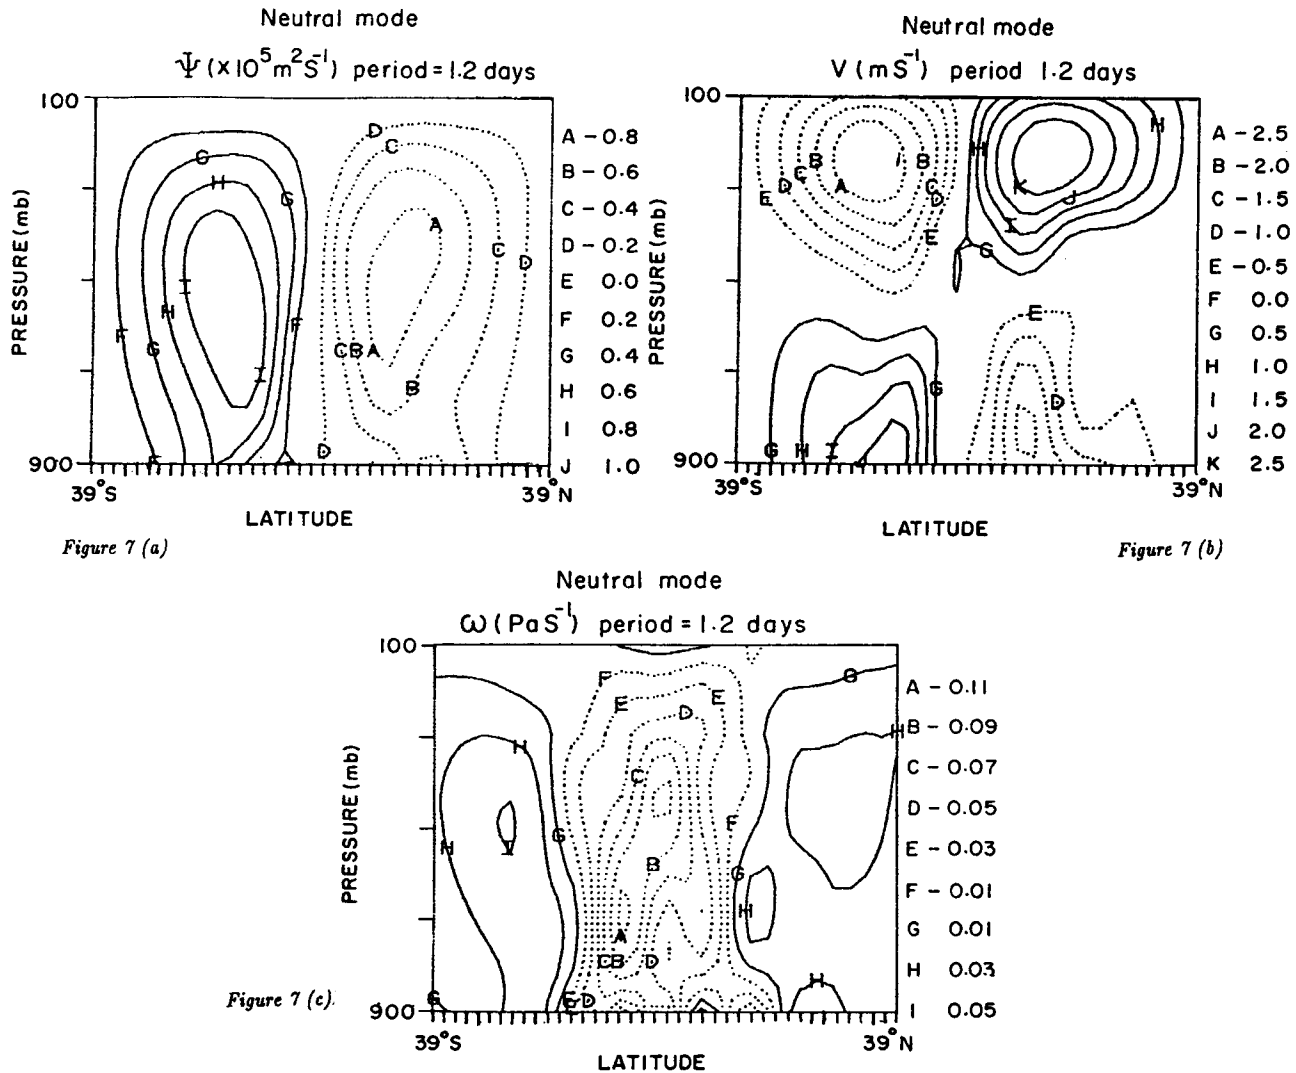 Neutral mode
Ψ (×10⁵ m² S⁻¹) period = 1.2 days
100
PRESSURE (mb)
900
39°S
39°N
LATITUDE
A – 0.8
B – 0.6
C – 0.4
D – 0.2
E 0.0
F 0.2
G 0.4
H 0.6
I 0.8
J 1.0
D
C
G
H
G
A
C
D
I
H
F
F
G
C B A
I
B
D
F
Figure 7 (a)
Neutral mode
V (mS⁻¹) period 1.2 days
100
PRESSURE (mb)
900
39°S
39°N
LATITUDE
A – 2.5
B – 2.0
C – 1.5
D – 1.0
E – 0.5
F 0.0
G 0.5
H 1.0
I 1.5
J 2.0
K 2.5
H
H
B
B
C
D
A
C
E
D
K
J
I
E
G
E
G
D
G
H
I
Figure 7 (b)
Neutral mode
ω (PaS⁻¹) period = 1.2 days
100
PRESSURE (mb)
900
39°S
39°N
LATITUDE
A – 0.11
B – 0.09
C – 0.07
D – 0.05
E – 0.03
F – 0.01
G 0.01
H 0.03
I 0.05
F
G
E
E
D
H
H
C
F
G
H
I
B
G
H
A
C B
D
H
G
E D
Figure 7 (c).